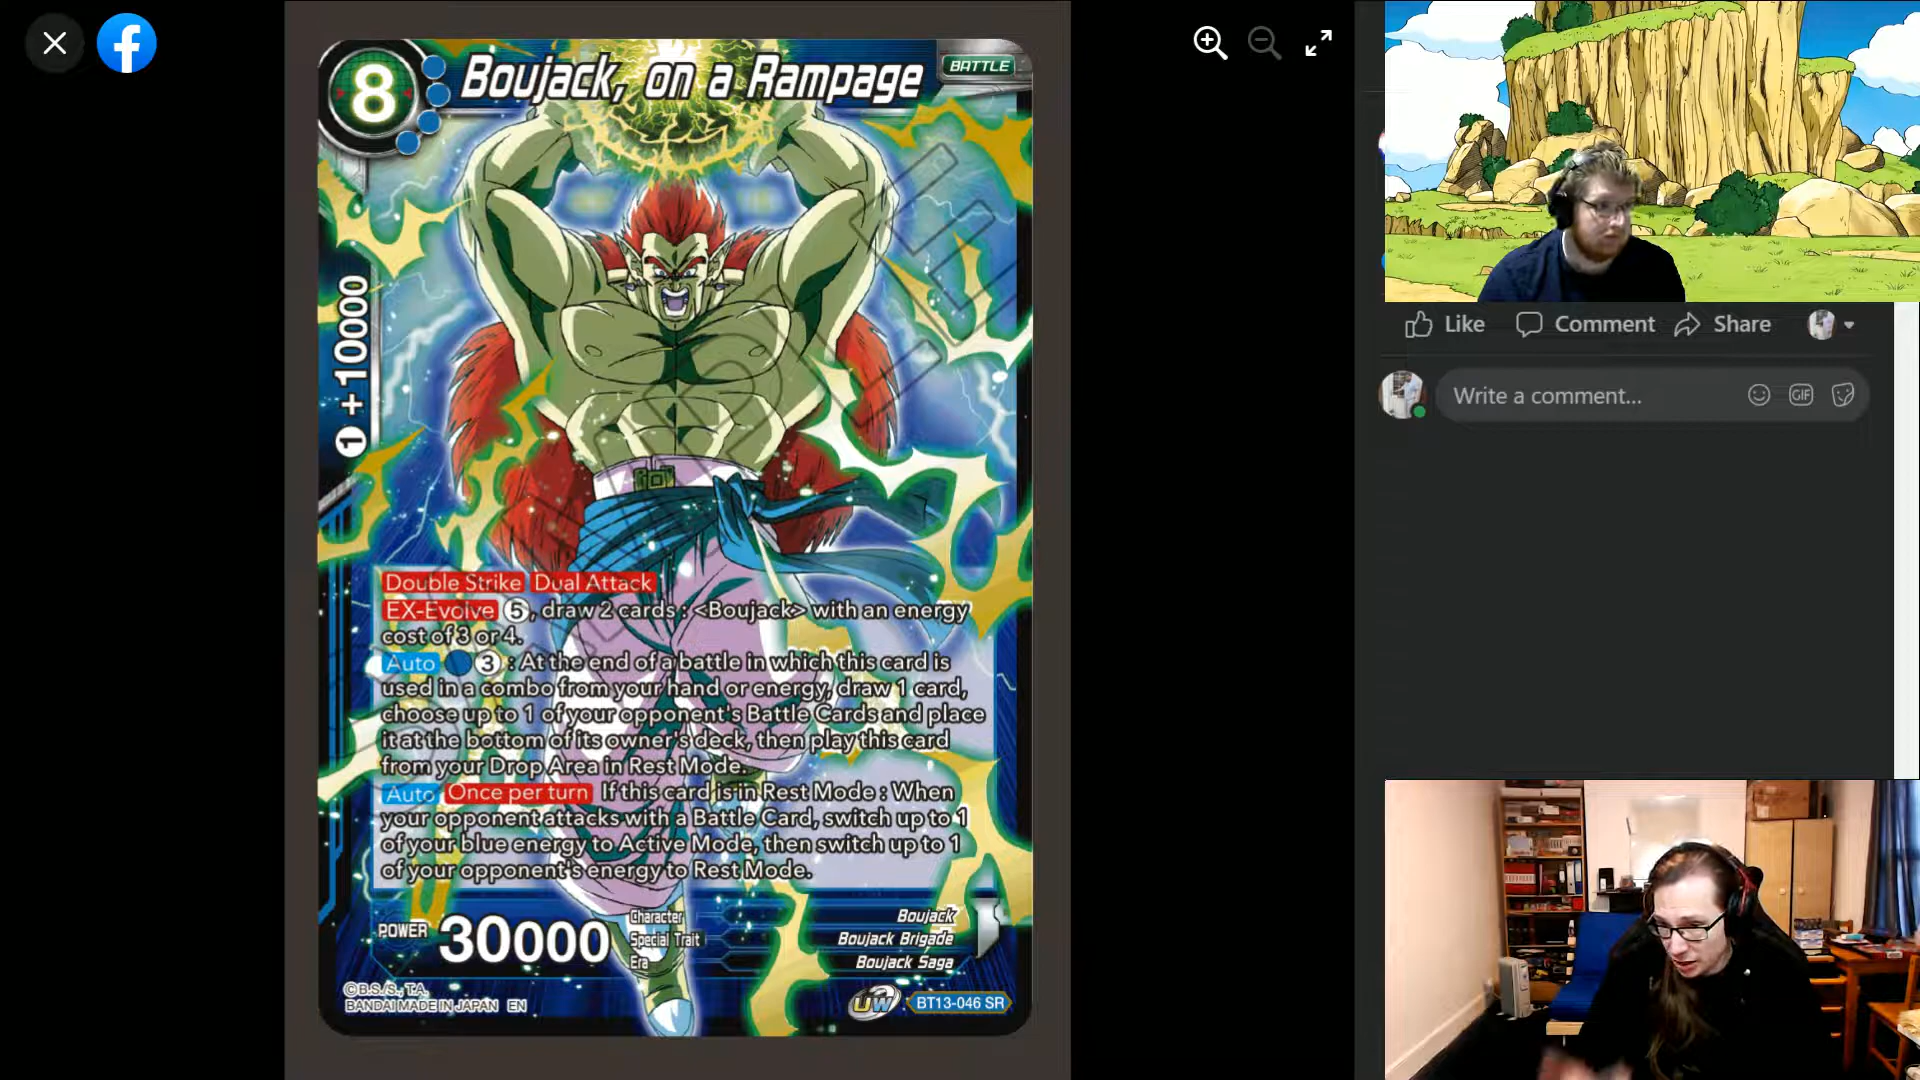 8
Boujack, on a Rampage
BATTLE
1 +10000
Double Strike Dual Attack
EX-Evolve 5, draw 2 cards : <Boujack> with an energy
cost of 3 or 4.
Auto 3 : At the end of a battle in which this card is
used in a combo from your hand or energy, draw 1 card,
choose up to 1 of your opponent's Battle Cards and place
it at the bottom of its owner's deck, then play this card
from your Drop Area in Rest Mode.
Auto Once per turn If this card is in Rest Mode : When
your opponent attacks with a Battle Card, switch up to 1
of your blue energy to Active Mode, then switch up to 1
of your opponent's energy to Rest Mode.
POWER 30000
Character Boujack
Special Trait Boujack Brigade
Era Boujack Saga
©B.S./S., T.A.
BANDAI MADE IN JAPAN EN
UW BT13-046 SR
Like Comment Share
Write a comment...
GIF